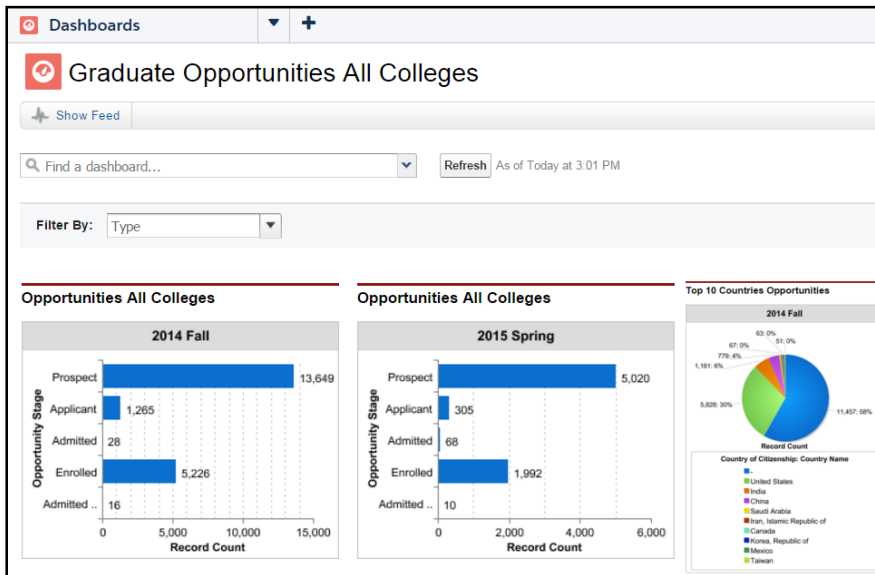 Dashboards
Graduate Opportunities All Colleges
Show Feed
Find a dashboard...
Refresh As of Today at 3:01 PM
Filter By: Type
Opportunities All Colleges
2014 Fall
Opportunity Stage
Prospect 13,649
Applicant 1,265
Admitted 28
Enrolled 5,226
Admitted .. 16
0 5,000 10,000 15,000
Record Count
Opportunities All Colleges
2015 Spring
Opportunity Stage
Prospect 5,020
Applicant 305
Admitted 68
Enrolled 1,992
Admitted .. 10
0 2,000 4,000 6,000
Record Count
Top 10 Countries Opportunities
2014 Fall
63: 0%
67: 0% 51: 0%
779: 4%
1,161: 6%
5,828: 30%
11,457: 58%
Record Count
Country of Citizenship: Country Name
-
United States
India
China
Saudi Arabia
Iran, Islamic Republic of
Canada
Korea, Republic of
Mexico
Taiwan